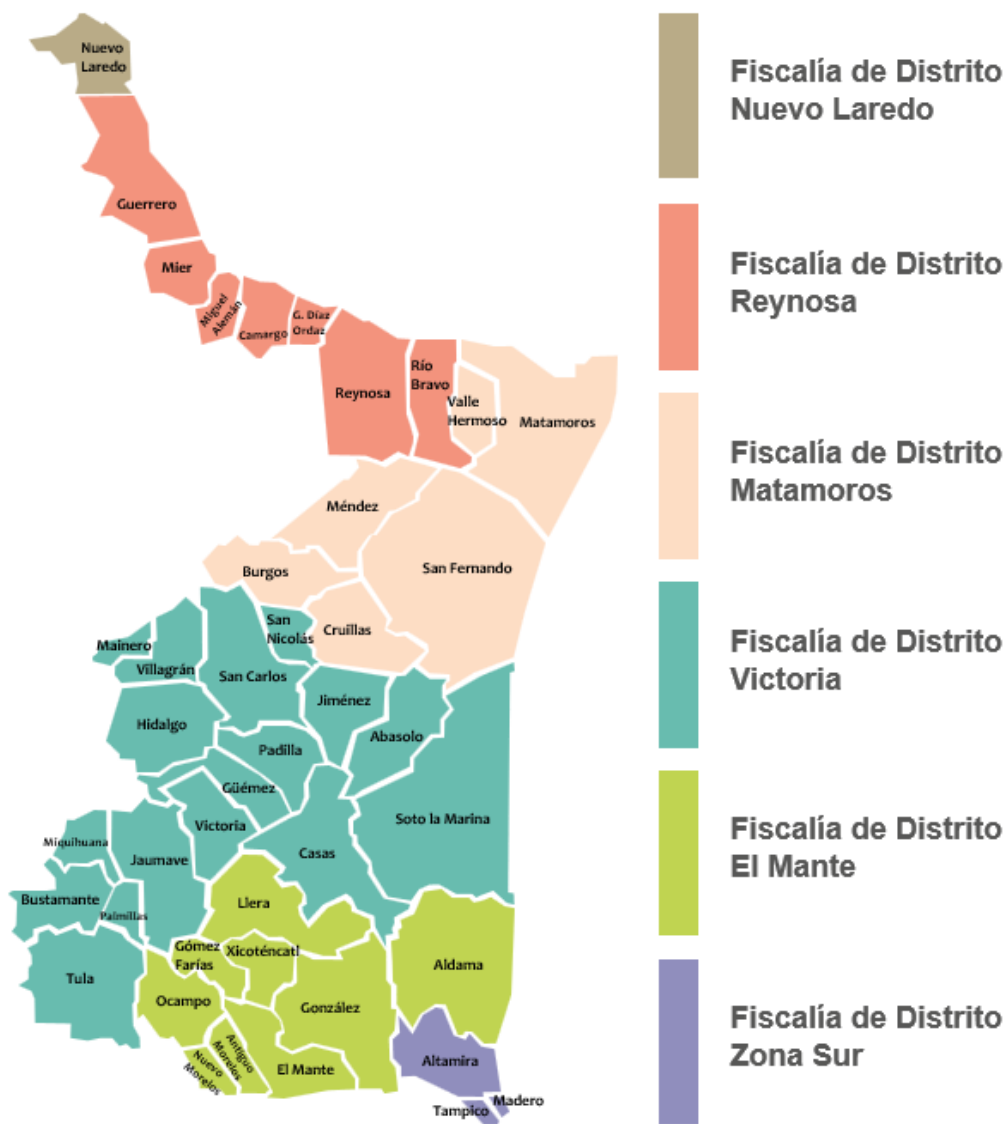 Nuevo
Laredo
Guerrero
Mier
Miguel
Alemán
Camargo
G. Díaz
Ordaz
Reynosa
Río
Bravo
Valle
Hermoso
Matamoros
Méndez
San Fernando
Burgos
Cruillas
San
Nicolás
Mainero
Villagrán
San Carlos
Jiménez
Abasolo
Hidalgo
Padilla
Güémez
Soto la Marina
Victoria
Casas
Miquihuana
Jaumave
Bustamante
Palmillas
Llera
Tula
Gómez
Farías
Xicoténcatl
Aldama
Ocampo
González
Antiguo
Morelos
Nuevo
Morelos
El Mante
Altamira
Madero
Tampico
Fiscalía de Distrito
Nuevo Laredo
Fiscalía de Distrito
Reynosa
Fiscalía de Distrito
Matamoros
Fiscalía de Distrito
Victoria
Fiscalía de Distrito
El Mante
Fiscalía de Distrito
Zona Sur